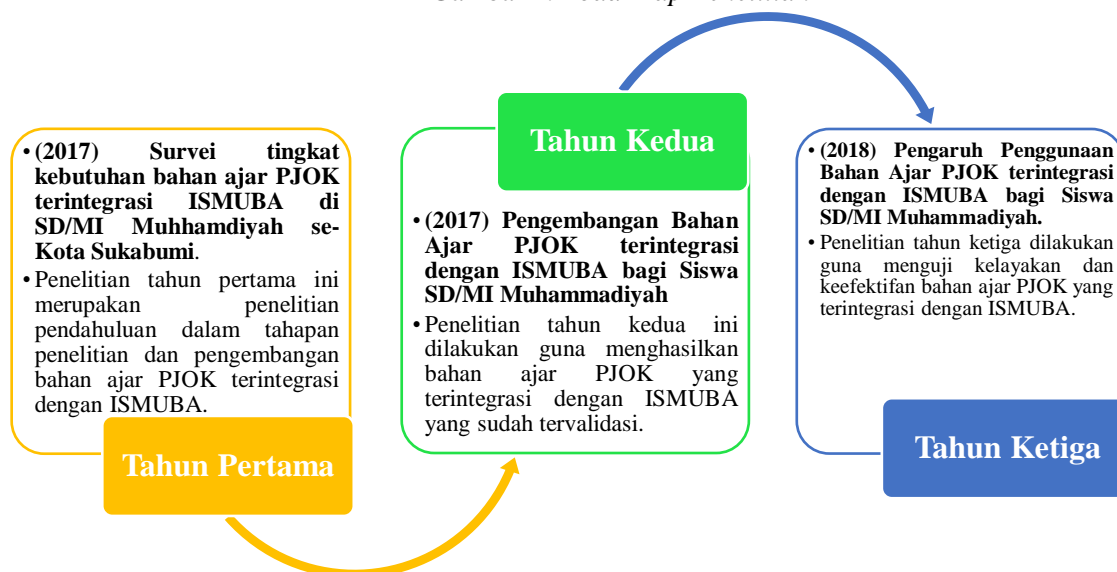 Tahun Pertama
• (2017) Survei tingkat
kebutuhan bahan ajar PJOK
terintegrasi ISMUBA di
SD/MI Muhhamdiyah se-
Kota Sukabumi.
• Penelitian tahun pertama ini
merupakan penelitian
pendahuluan dalam tahapan
penelitian dan pengembangan
bahan ajar PJOK terintegrasi
dengan ISMUBA.
Tahun Kedua
• (2017) Pengembangan Bahan
Ajar PJOK terintegrasi
dengan ISMUBA bagi Siswa
SD/MI Muhammadiyah
• Penelitian tahun kedua ini
dilakukan guna menghasilkan
bahan ajar PJOK yang
terintegrasi dengan ISMUBA
yang sudah tervalidasi.
Tahun Ketiga
• (2018) Pengaruh Penggunaan
Bahan Ajar PJOK terintegrasi
dengan ISMUBA bagi Siswa
SD/MI Muhammadiyah.
• Penelitian tahun ketiga dilakukan
guna menguji kelayakan dan
keefektifan bahan ajar PJOK yang
terintegrasi dengan ISMUBA.